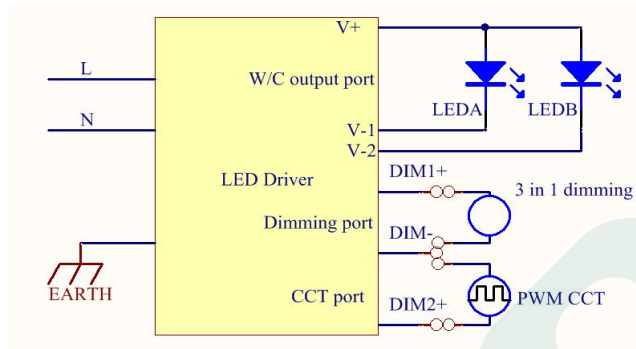 V+
L
W/C output port
LEDA
LEDB
N
V-1
V-2
LED Driver
DIM1+
3 in 1 dimming
Dimming port
DIM-
EARTH
CCT port
DIM2+
PWM CCT